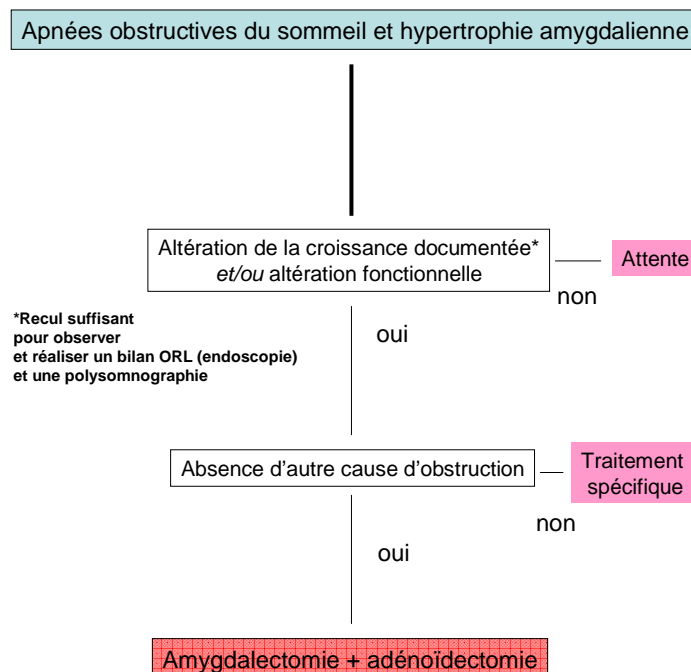 Apnées obstructives du sommeil et hypertrophie amygdalienne
Altération de la croissance documentée*
et/ou altération fonctionnelle
Attente
non
*Recul suffisant
pour observer
et réaliser un bilan ORL (endoscopie)
et une polysomnographie
oui
Absence d'autre cause d'obstruction
Traitement
spécifique
non
oui
Amygdalectomie + adénoïdectomie